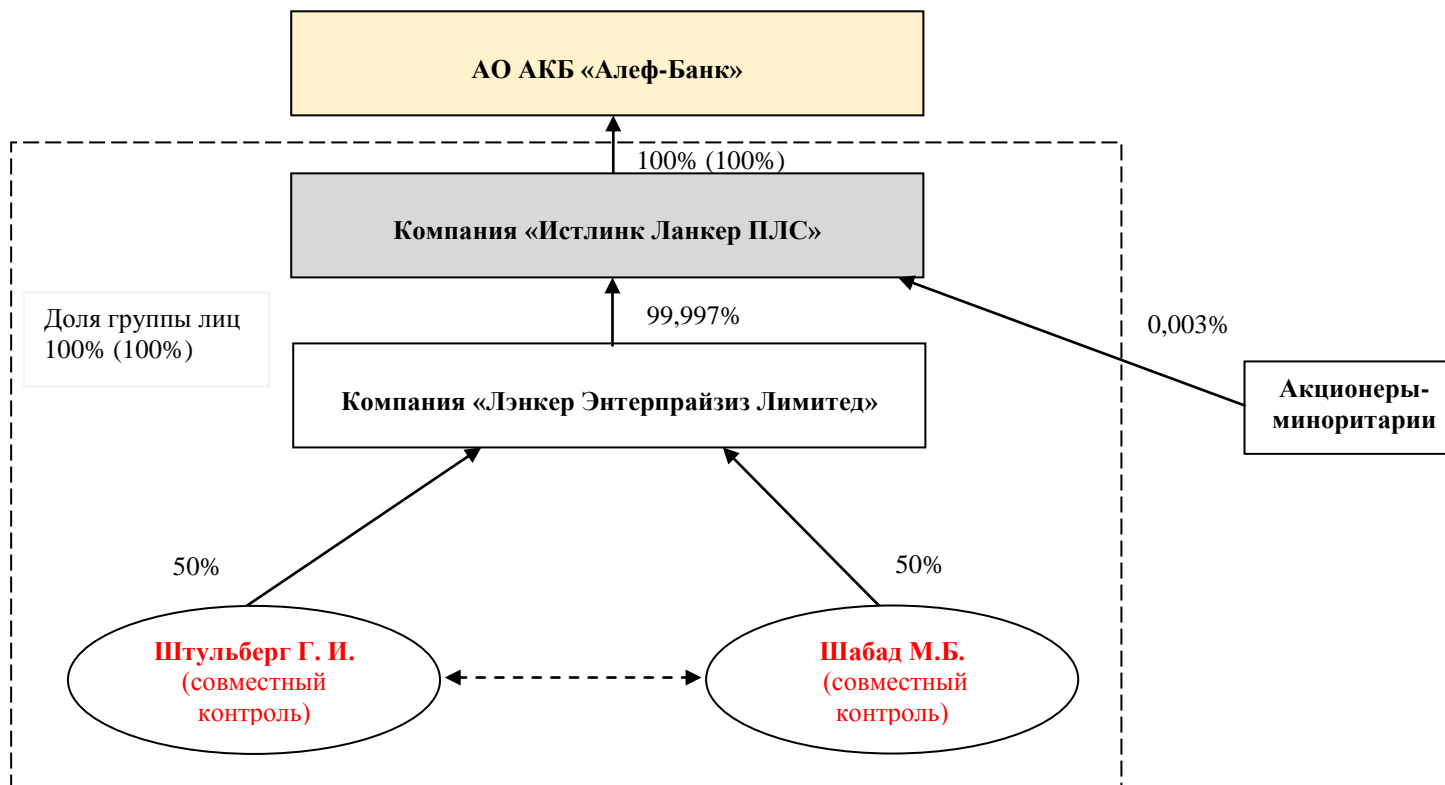 АО АКБ «Алеф-Банк»
100% (100%)
Компания «Истлинк Ланкер ПЛС»
Доля группы лиц
100% (100%)
99,997%
0,003%
Компания «Лэнкер Энтерпрайзиз Лимитед»
Акционеры-
миноритарии
50%
50%
Штульберг Г. И.
(совместный
контроль)
Шабад М.Б.
(совместный
контроль)